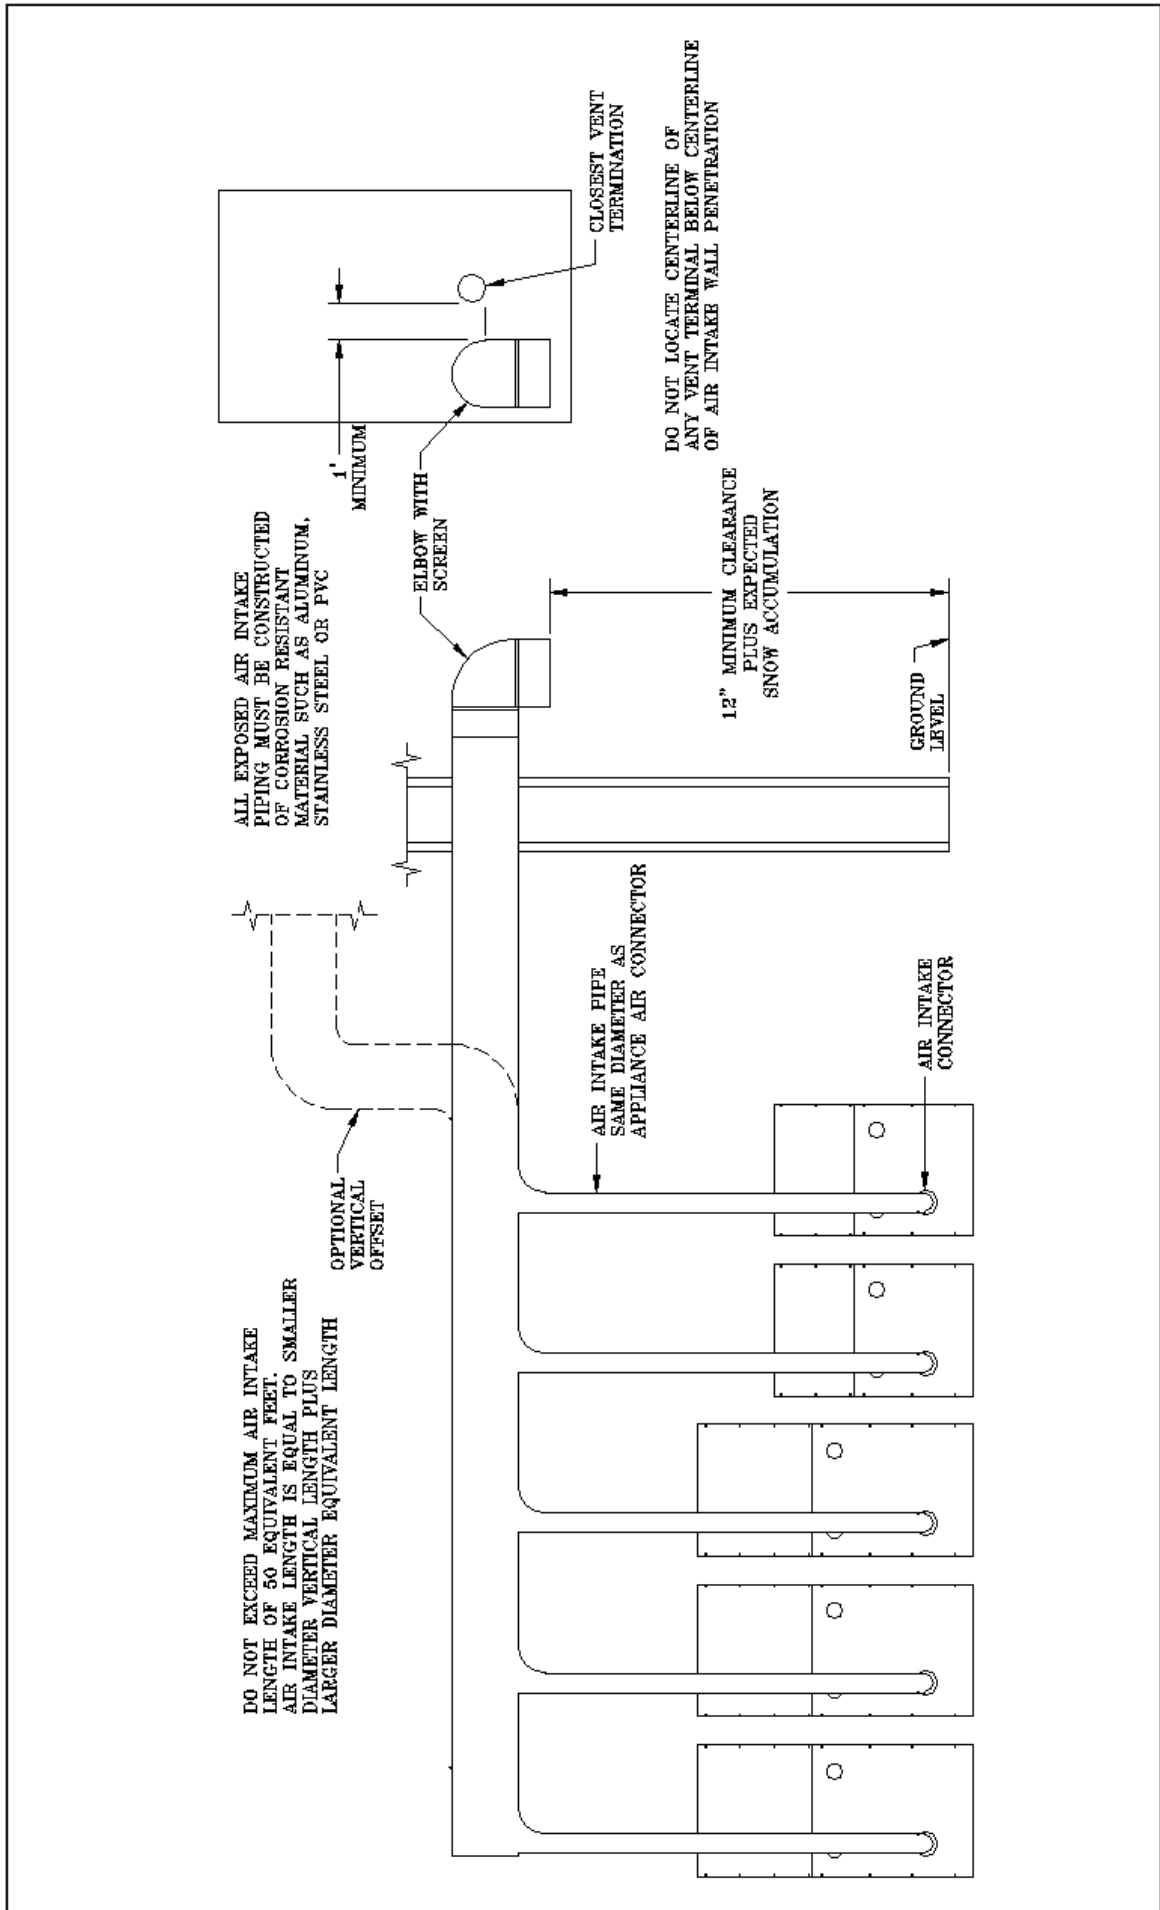 DO NOT EXCEED MAXIMUM AIR INTAKE
LENGTH OF 50 EQUIVALENT FEET.
AIR INTAKE LENGTH IS EQUAL TO SMALLER
DIAMETER VERTICAL LENGTH PLUS
LARGER DIAMETER EQUIVALENT LENGTH
OPTIONAL
VERTICAL
OFFSET
ALL EXPOSED AIR INTAKE
PIPING MUST BE CONSTRUCTED
OF CORROSION RESISTANT
MATERIAL SUCH AS ALUMINUM,
STAINLESS STEEL OR PVC
1'
MINIMUM
ELBOW WITH
SCREEN
CLOSEST VENT
TERMINATION
DO NOT LOCATE CENTERLINE OF
ANY VENT TERMINAL BELOW CENTERLINE
OF AIR INTAKE WALL PENETRATION
12" MINIMUM CLEARANCE
PLUS EXPECTED
SNOW ACCUMULATION
GROUND
LEVEL
AIR INTAKE PIPE
SAME DIAMETER AS
APPLIANCE AIR CONNECTOR
AIR INTAKE
CONNECTOR